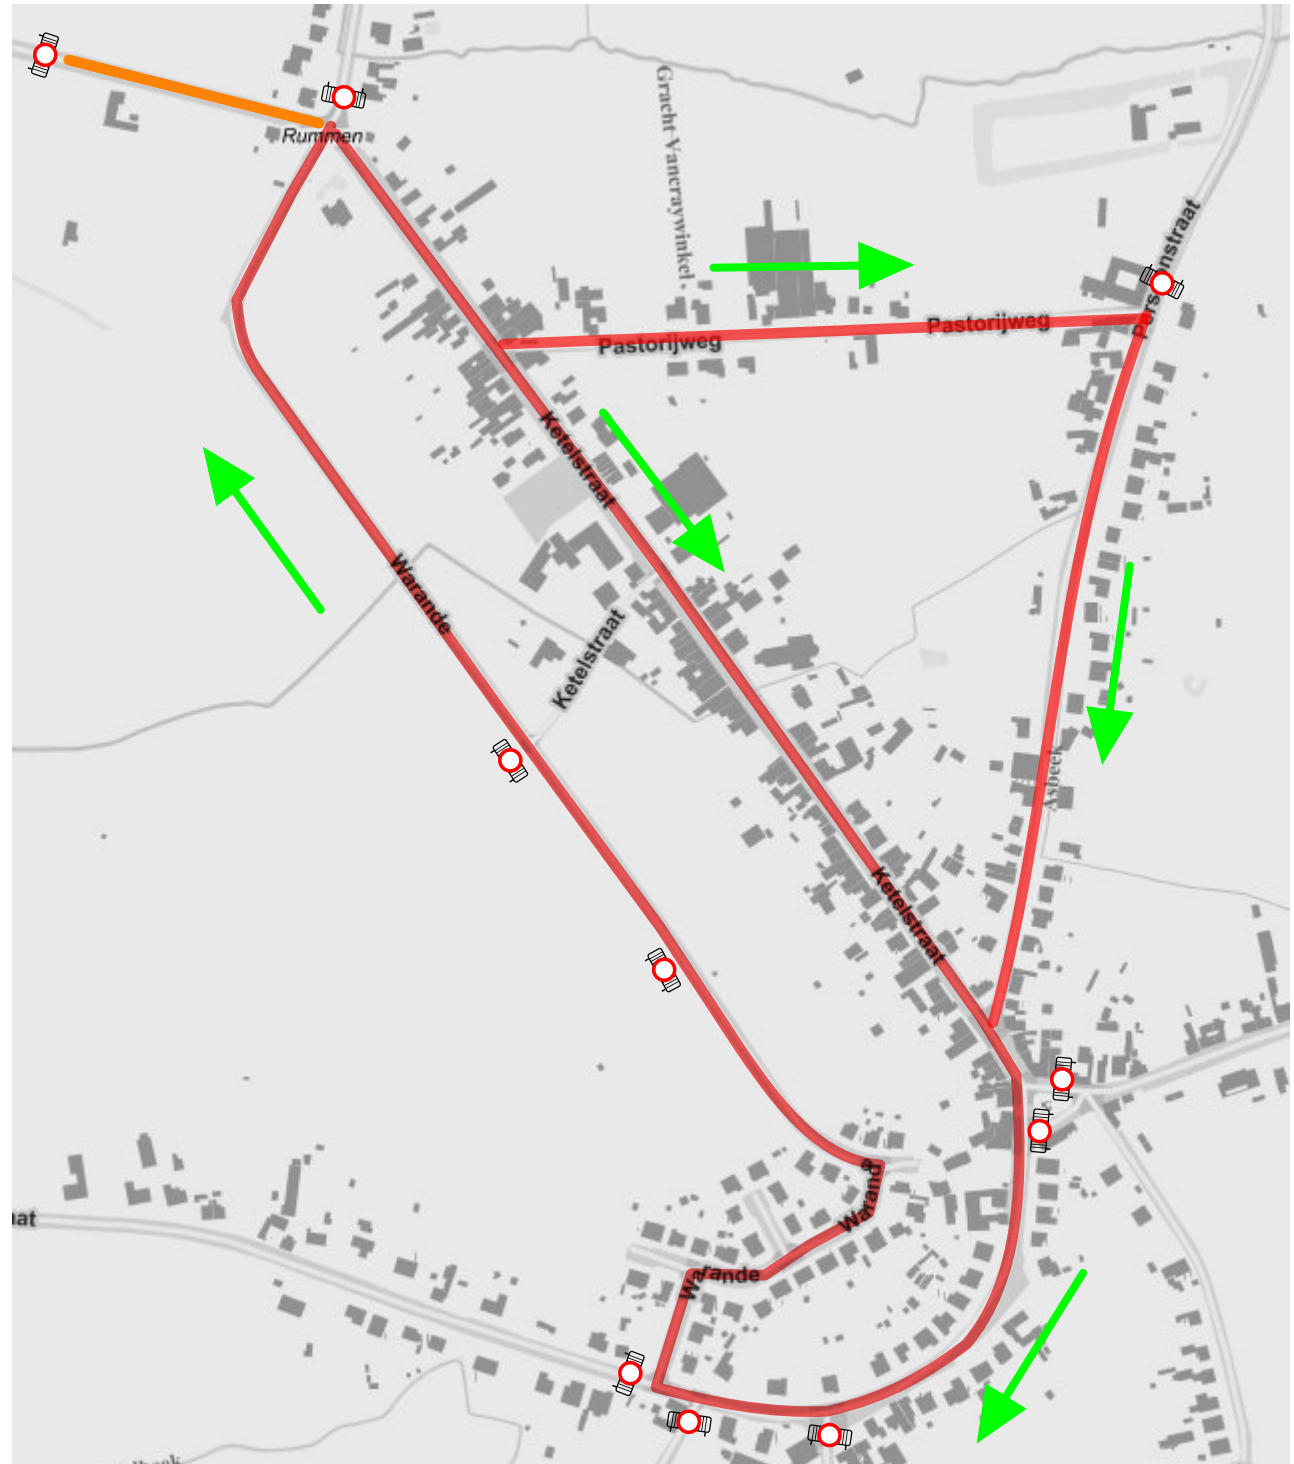 Rummen
Gracht Vancraywinkel
Pastorijweg
Pastorijweg
Ketelstraat
Warande
Ketelstraat
Asbeek
Ketelstraat
Warande
Warande